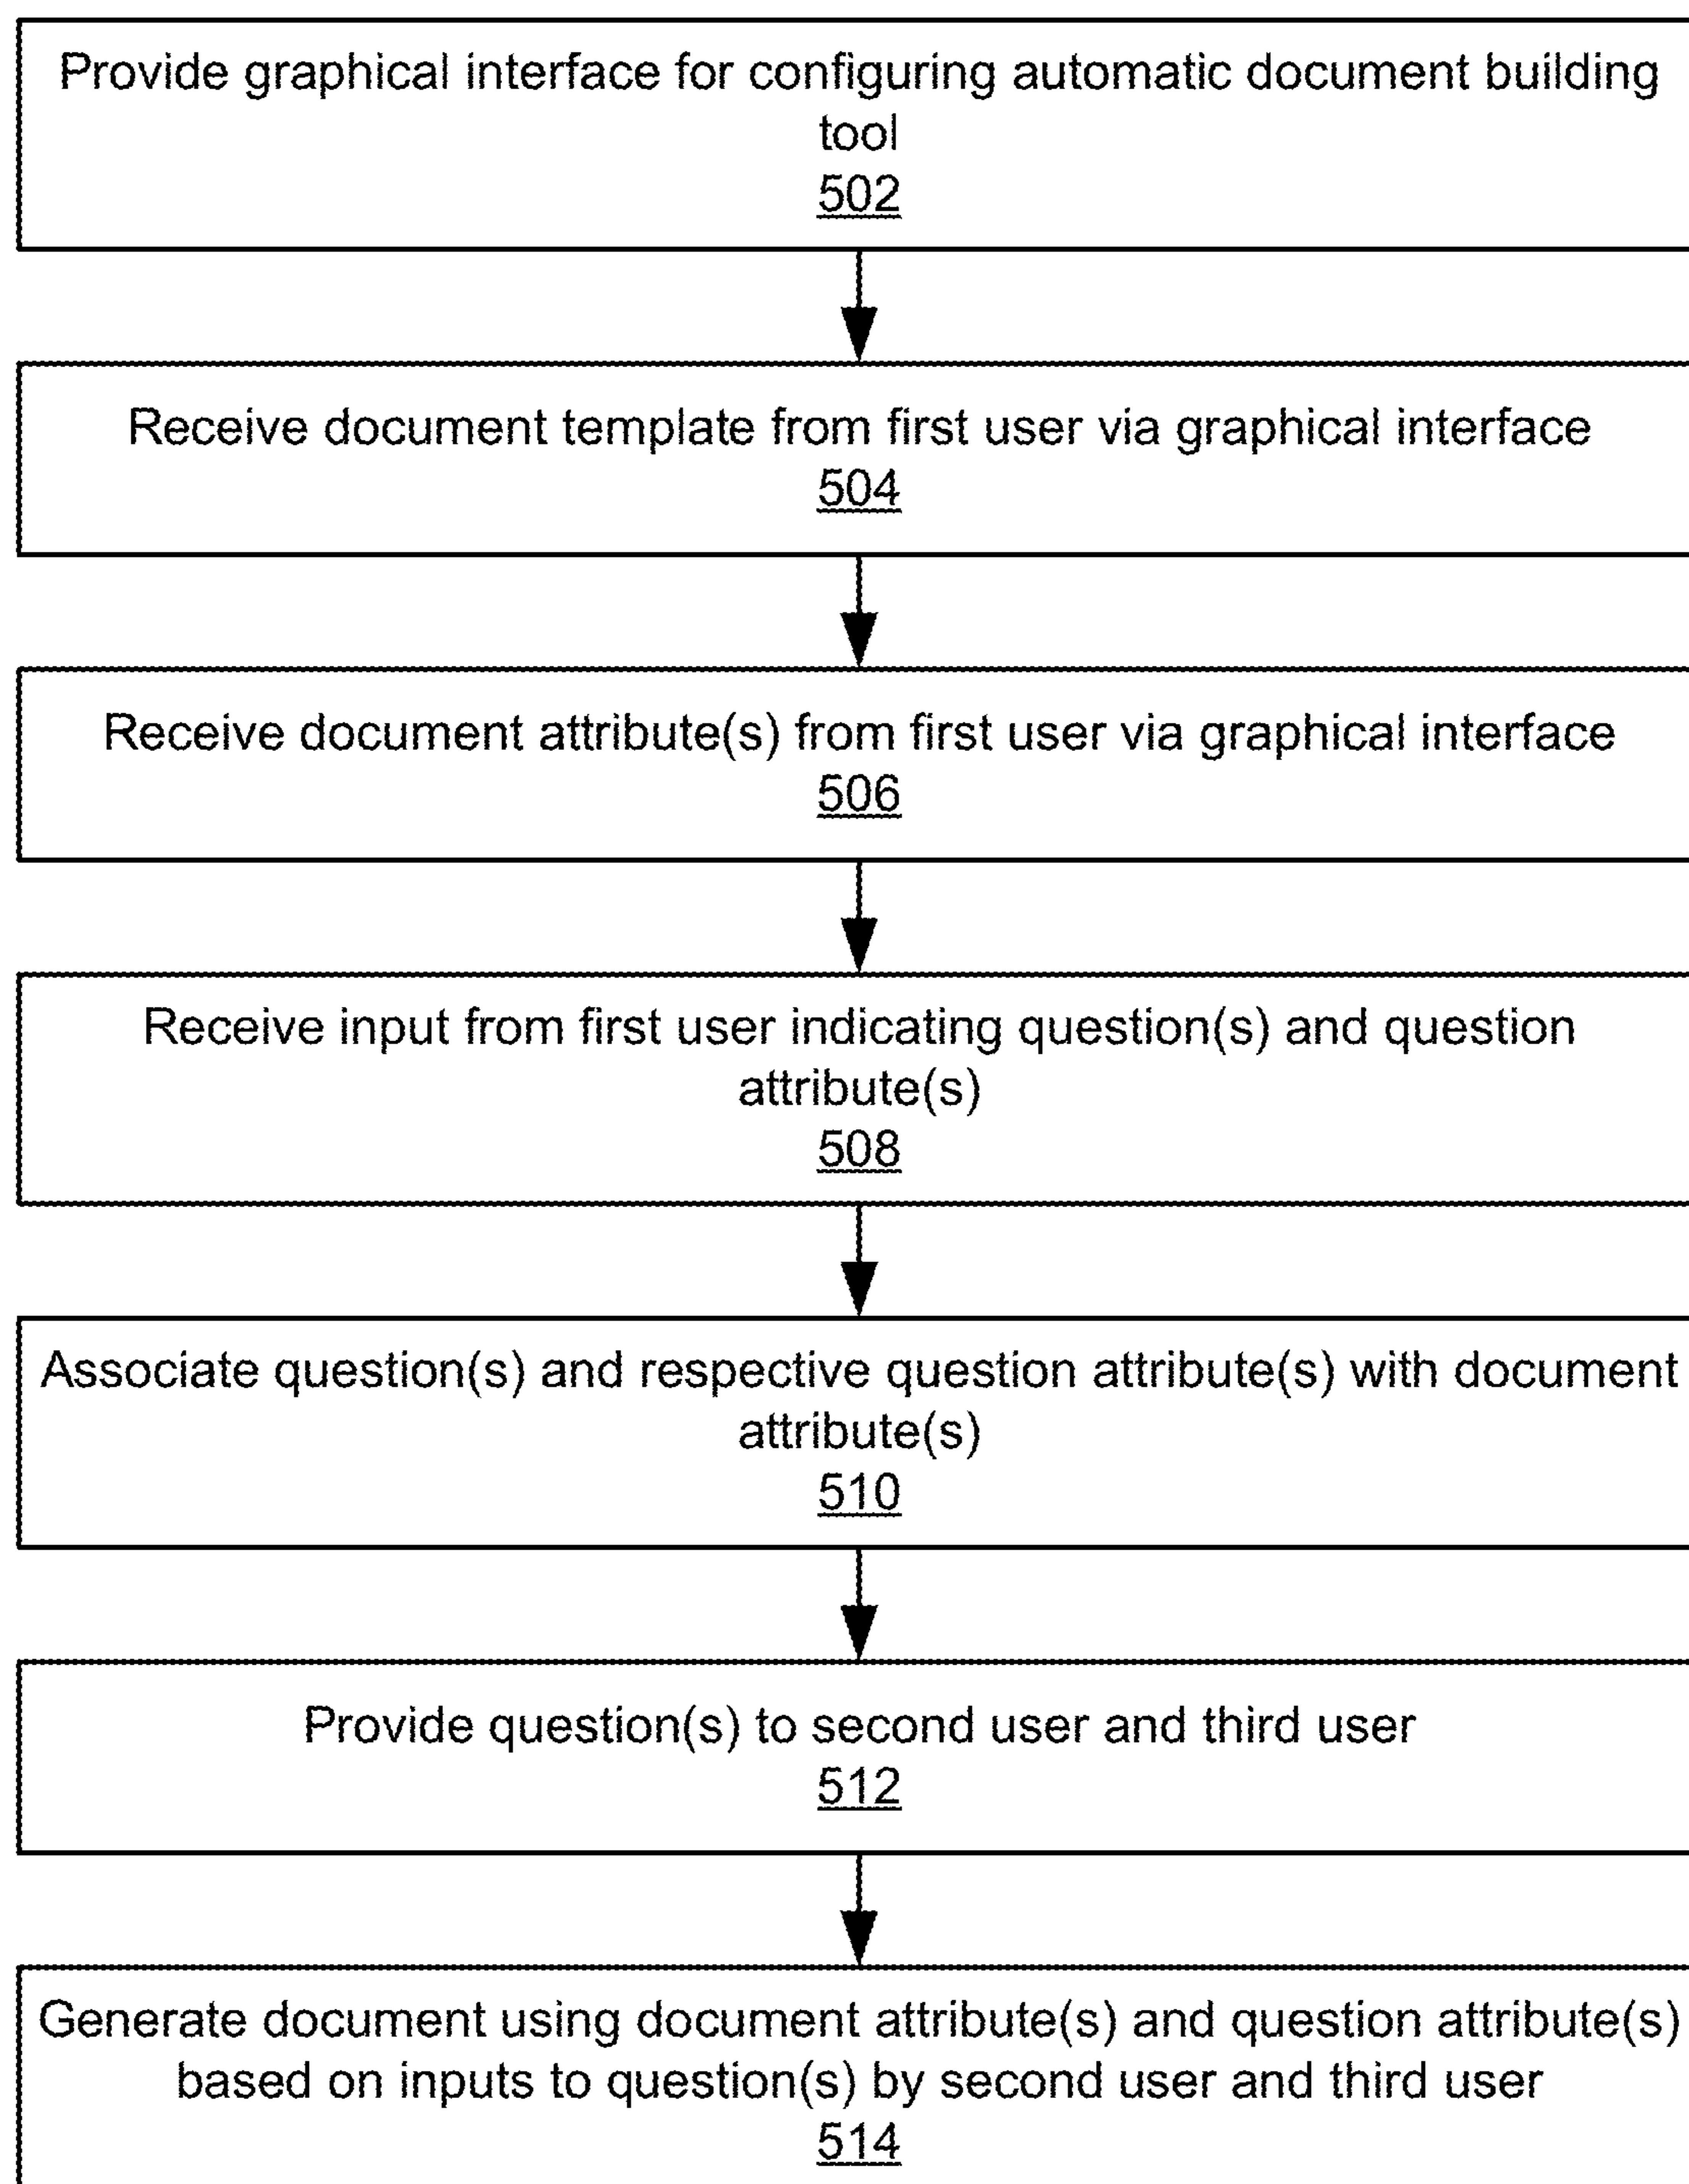 Provide graphical interface for configuring automatic document building
tool
502
Receive document template from first user via graphical interface
504
Receive document attribute(s) from first user via graphical interface
506
Receive input from first user indicating question(s) and question
attribute(s)
508
Associate question(s) and respective question attribute(s) with document
attribute(s)
510
Provide question(s) to second user and third user
512
Generate document using document attribute(s) and question attribute(s)
based on inputs to question(s) by second user and third user
514